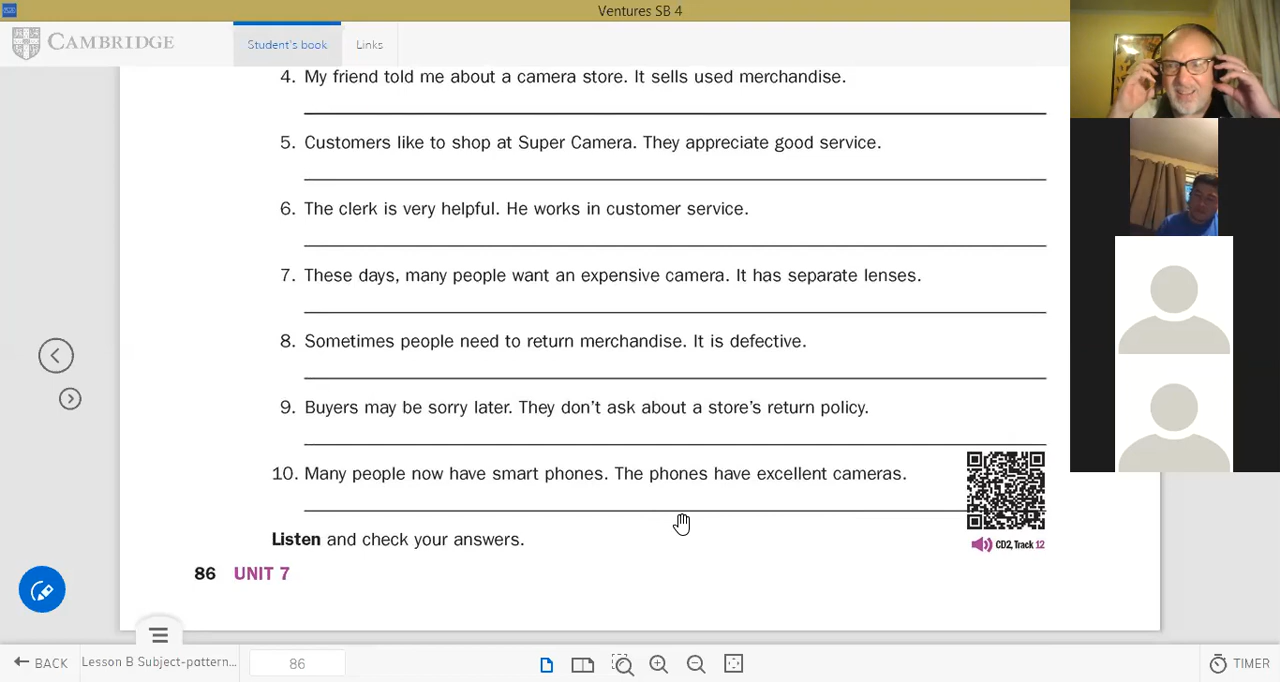 Ventures SB 4
CAMBRIDGE
Student's book
Links
4. My friend told me about a camera store. It sells used merchandise.
5. Customers like to shop at Super Camera. They appreciate good service.
6. The clerk is very helpful. He works in customer service.
7. These days, many people want an expensive camera. It has separate lenses.
8. Sometimes people need to return merchandise. It is defective.
9. Buyers may be sorry later. They don't ask about a store's return policy.
10. Many people now have smart phones. The phones have excellent cameras.
CD2, Track 12
Listen and check your answers.
86 UNIT 7
BACK
Lesson B Subject-pattern...
86
TIMER